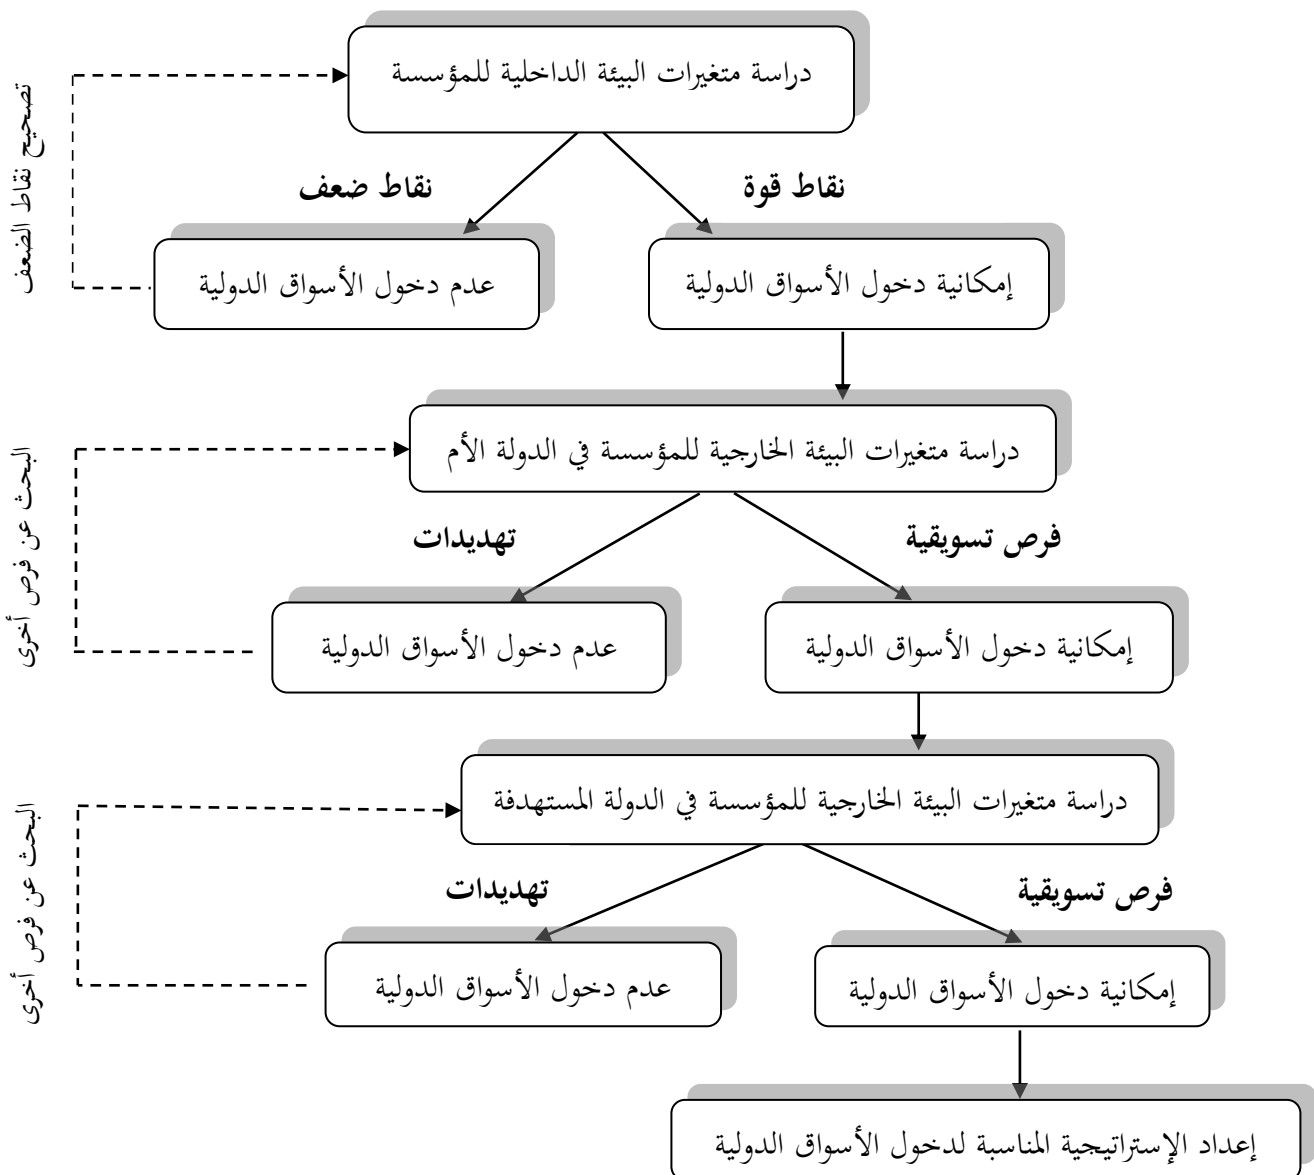 دراسة متغيرات البيئة الداخلية للمؤسسة
تصحيح نقاط الضعف
نقاط قوة
نقاط ضعف
إمكانية دخول الأسواق الدولية
عدم دخول الأسواق الدولية
دراسة متغيرات البيئة الخارجية للمؤسسة في الدولة الأم
البحث عن فرص أخرى
فرص تسويقية
تهديدات
إمكانية دخول الأسواق الدولية
عدم دخول الأسواق الدولية
دراسة متغيرات البيئة الخارجية للمؤسسة في الدولة المستهدفة
البحث عن فرص أخرى
فرص تسويقية
تهديدات
إمكانية دخول الأسواق الدولية
عدم دخول الأسواق الدولية
إعداد الإستراتيجية المناسبة لدخول الأسواق الدولية